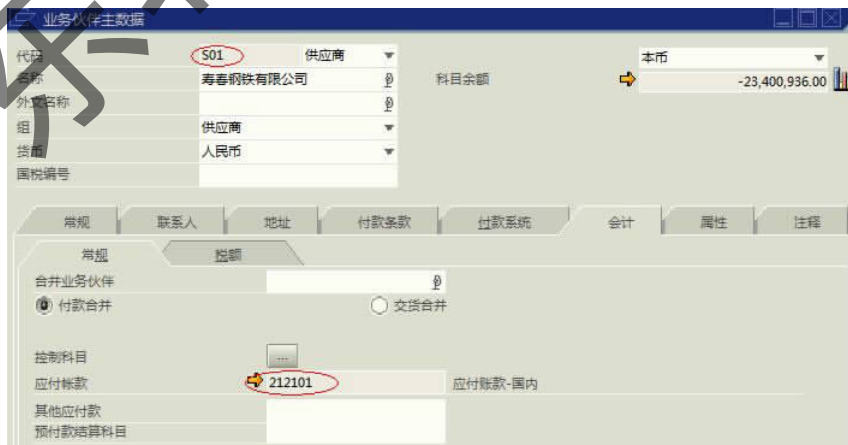 业务伙伴主数据
代码 S01 供应商 本币
名称 寿春钢铁有限公司 科目余额 -23,400,936.00
外文名称
组 供应商
货币 人民币
国税编号
常规 联系人 地址 付款条款 付款系统 会计 属性 注释
常规 税额
合并业务伙伴
付款合并 交货合并
控制科目 ...
应付帐款 212101 应付账款-国内
其他应付款
预付款结算科目